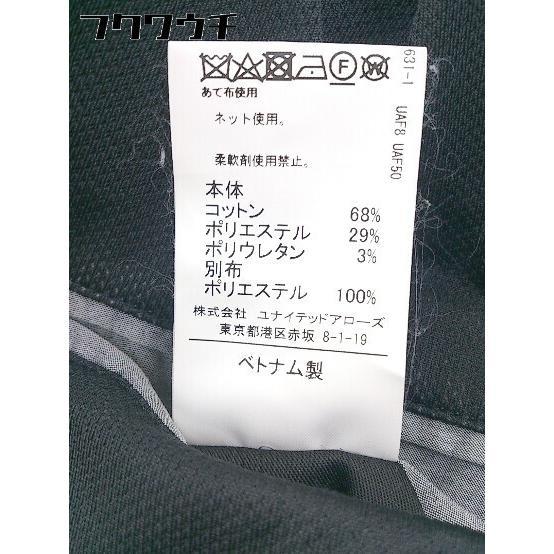 フクウウチ
あて布使用
ネット使用。
柔軟剤使用禁止。
本体
コットン 68%
ポリエステル 29%
ポリウレタン 3%
別布
ポリエステル 100%
株式会社 ユナイテッドアローズ
東京都港区赤坂 8-1-19
ベトナム製
631-1 UAF8 UAF50